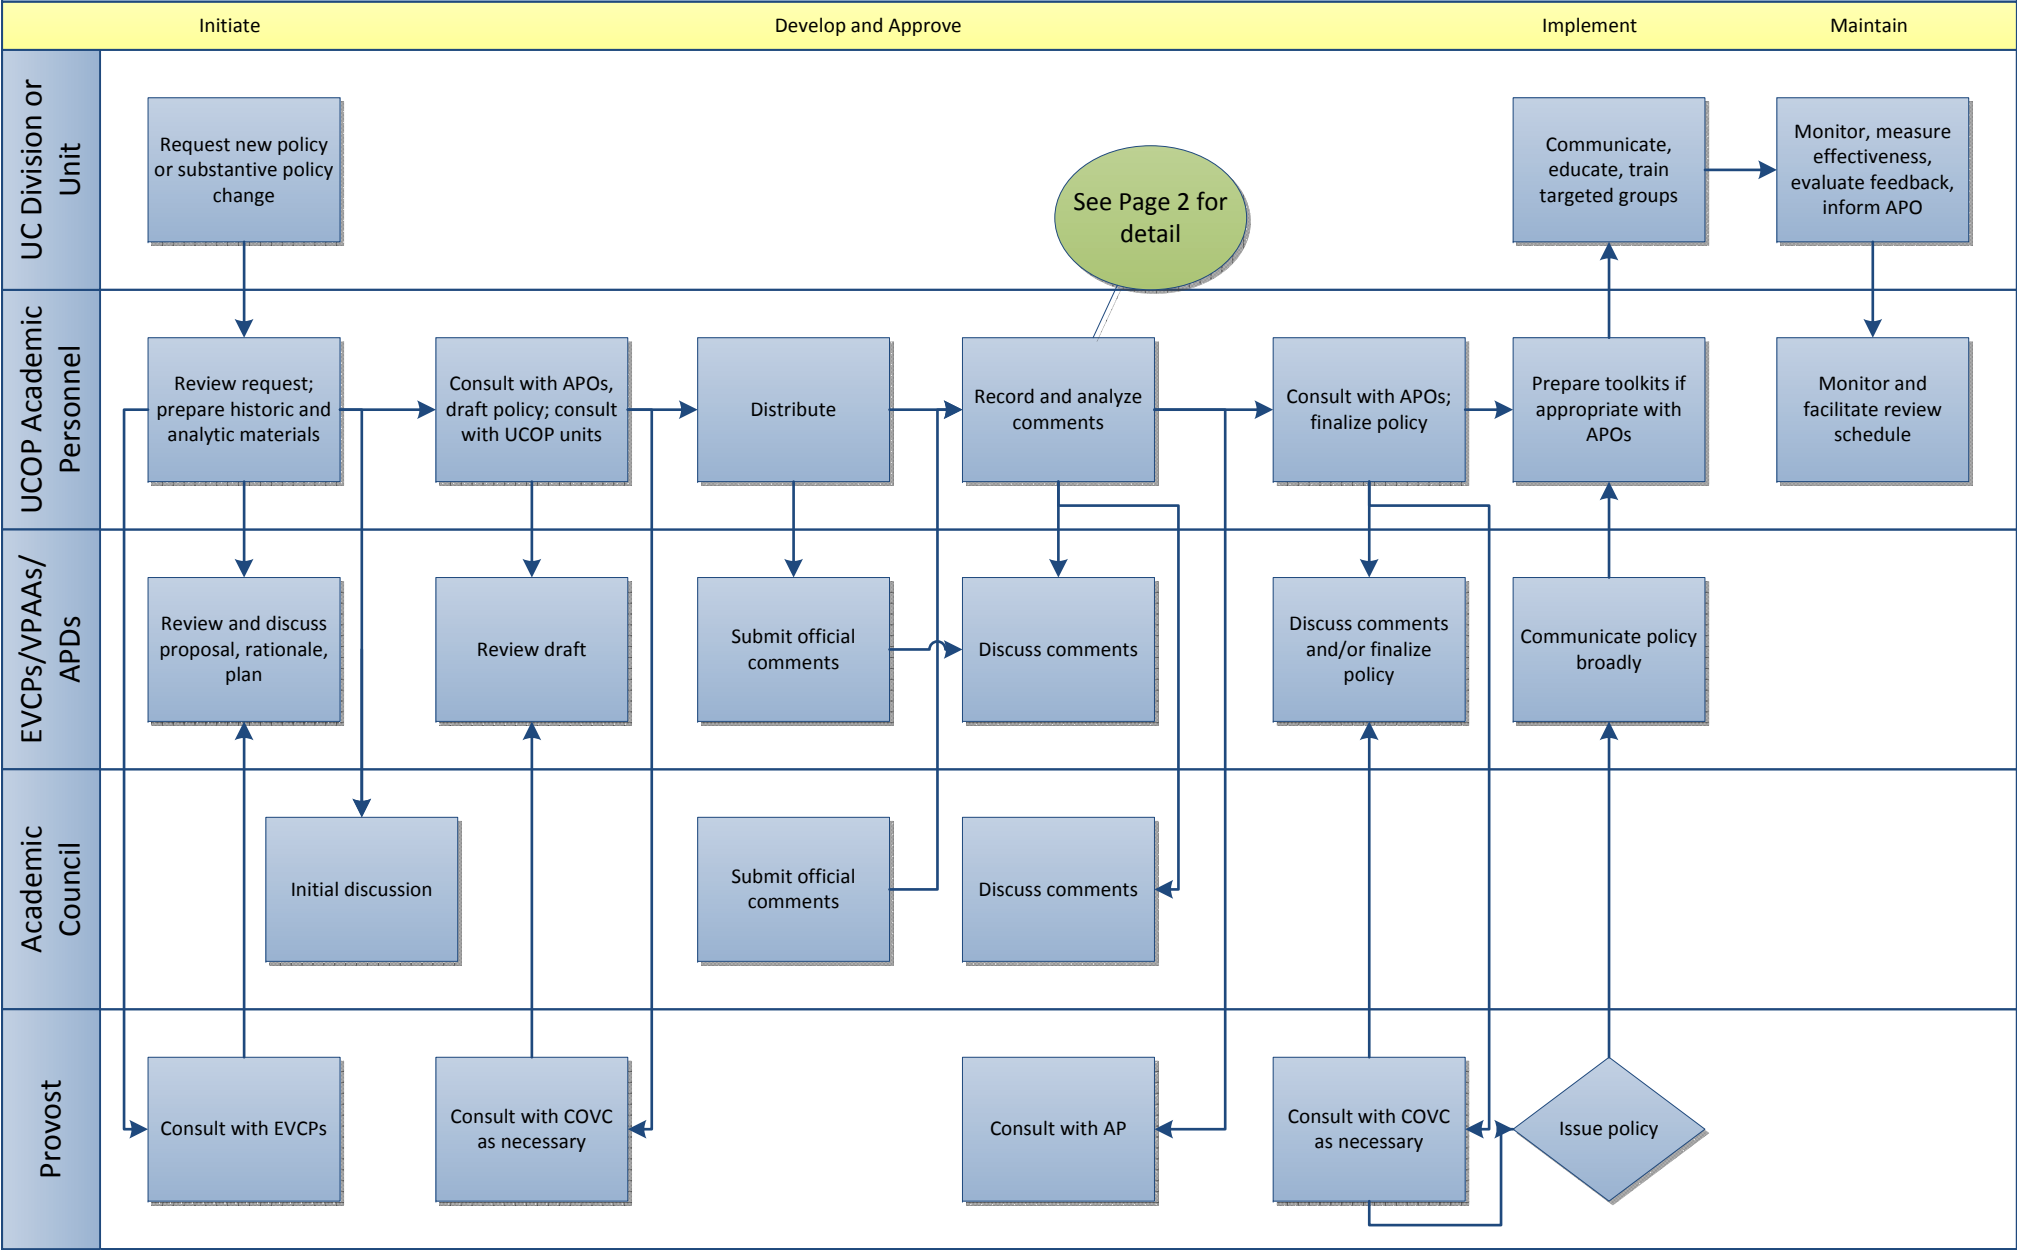 Initiate
Develop and Approve
Implement
Maintain
UC Division or
Unit
Request new policy
or substantive policy
change
See Page 2 for
detail
Communicate,
educate, train
targeted groups
Monitor, measure
effectiveness,
evaluate feedback,
inform APO
UCOP Academic
Personnel
Review request;
prepare historic and
analytic materials
Consult with APOs,
draft policy; consult
with UCOP units
Distribute
Record and analyze
comments
Consult with APOs;
finalize policy
Prepare toolkits if
appropriate with
APOs
Monitor and
facilitate review
schedule
EVCPs/VPAAs/
APDs
Review and discuss
proposal, rationale,
plan
Review draft
Submit official
comments
Discuss comments
Discuss comments
and/or finalize
policy
Communicate policy
broadly
Academic
Council
Initial discussion
Submit official
comments
Discuss comments
Provost
Consult with EVCPs
Consult with COVC
as necessary
Consult with AP
Consult with COVC
as necessary
Issue policy